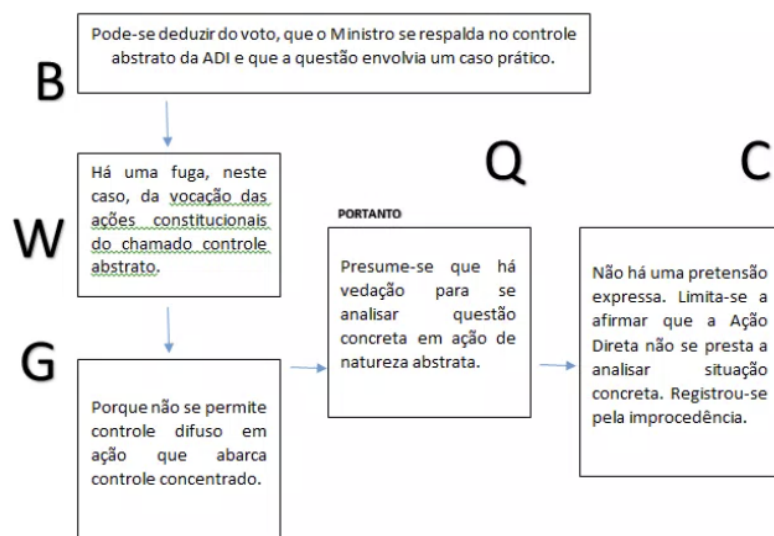 Pode-se deduzir do voto, que o Ministro se respalda no controle
abstrato da ADI e que a questão envolvia um caso prático.
B
Há uma fuga, neste
caso, da vocação das
ações constitucionais
do chamado controle
abstrato.
W
Q
C
PORTANTO
Presume-se que há
vedação para se
analisar questão
concreta em ação de
natureza abstrata.
Não há uma pretensão
expressa. Limita-se a
afirmar que a Ação
Direta não se presta a
analisar situação
concreta. Registrou-se
pela improcedência.
G
Porque não se permite
controle difuso em
ação que abarca
controle concentrado.